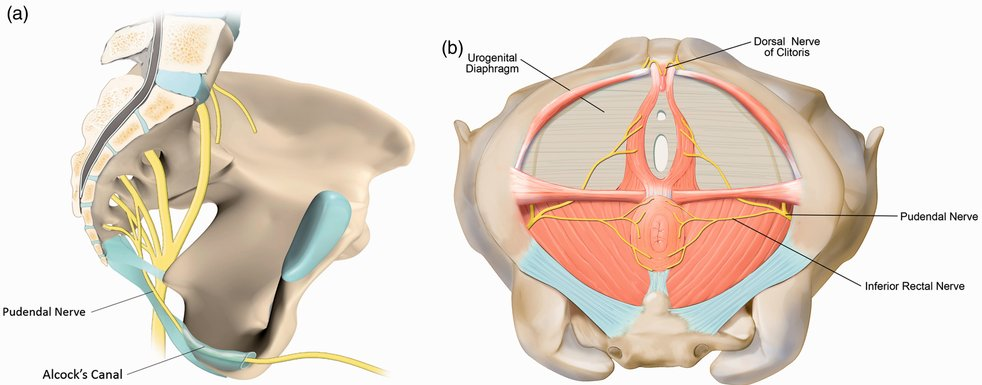 (a)
Pudendal Nerve
Alcock's Canal
(b)
Urogenital
Diaphragm
Dorsal Nerve
of Clitoris
Pudendal Nerve
Inferior Rectal Nerve